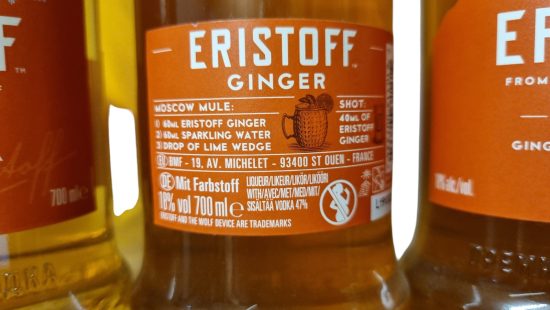 ERISTOFF™
GINGER
MOSCOW MULE:
1) 60ML ERISTOFF GINGER
2) 60ML SPARKLING WATER
3) DROP OF LIME WEDGE
SHOT:
40ML OF
ERISTOFF
GINGER
BMF - 19, AV. MICHELET - 93400 ST OUEN - FRANCE
DE Mit Farbstoff
18% vol 700 ml e
LIQUEUR/LIKEUR/LIKÖR/LIKÖÖRI
WITH/AVEC/MET/MED/MIT/
SISÄLTÄÄ VODKA 47%
ERISTOFF AND THE WOLF DEVICE ARE TRADEMARKS
700 ml e
ER
FROM
GING
alc/vol.